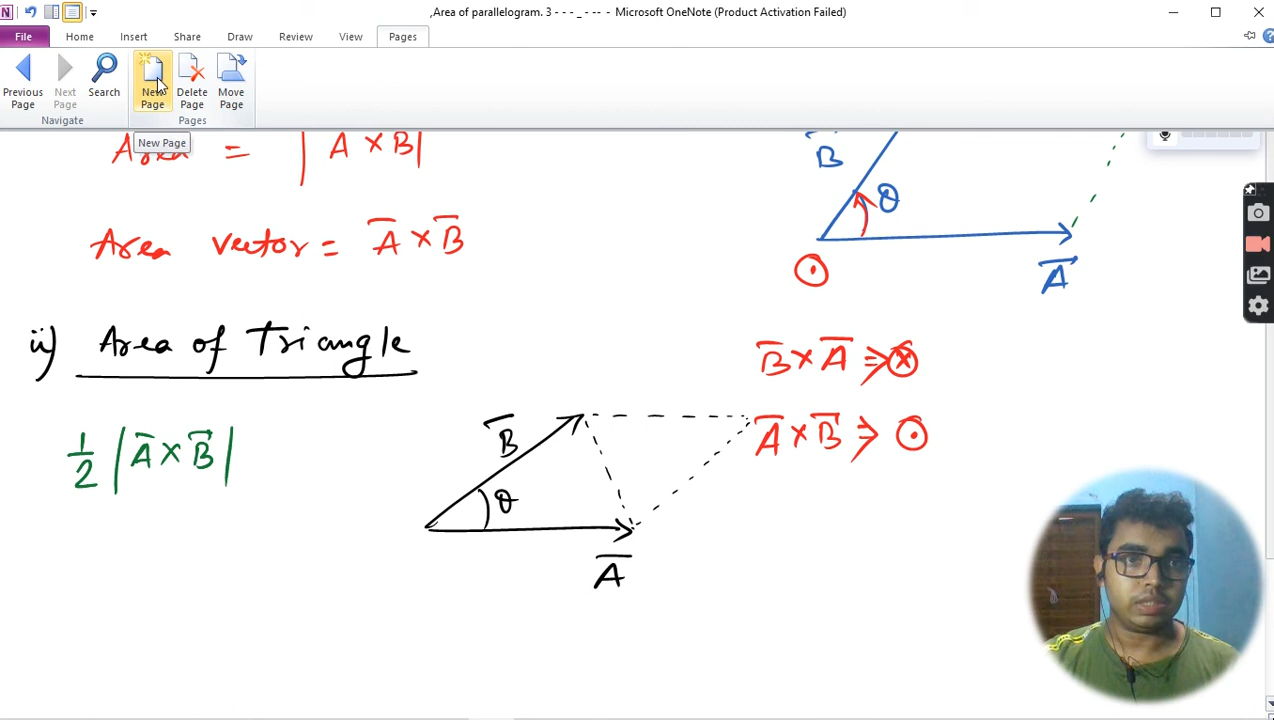 ,Area of parallelogram. 3 - - - _ - -- - Microsoft OneNote (Product Activation Failed)
File Home Insert Share Draw Review View Pages
Previous Page Next Page Search New Page Delete Page Move Page
Navigate Pages
New Page
Area = | A × B|
B̅ θ
Area vector = A̅ × B̅
A̅
ii) Area of Triangle
B̅ × A̅ ⇒ ⊗
A̅ × B̅ ⇒ ⊙
1/2 |A̅ × B̅|
B̅
θ
A̅